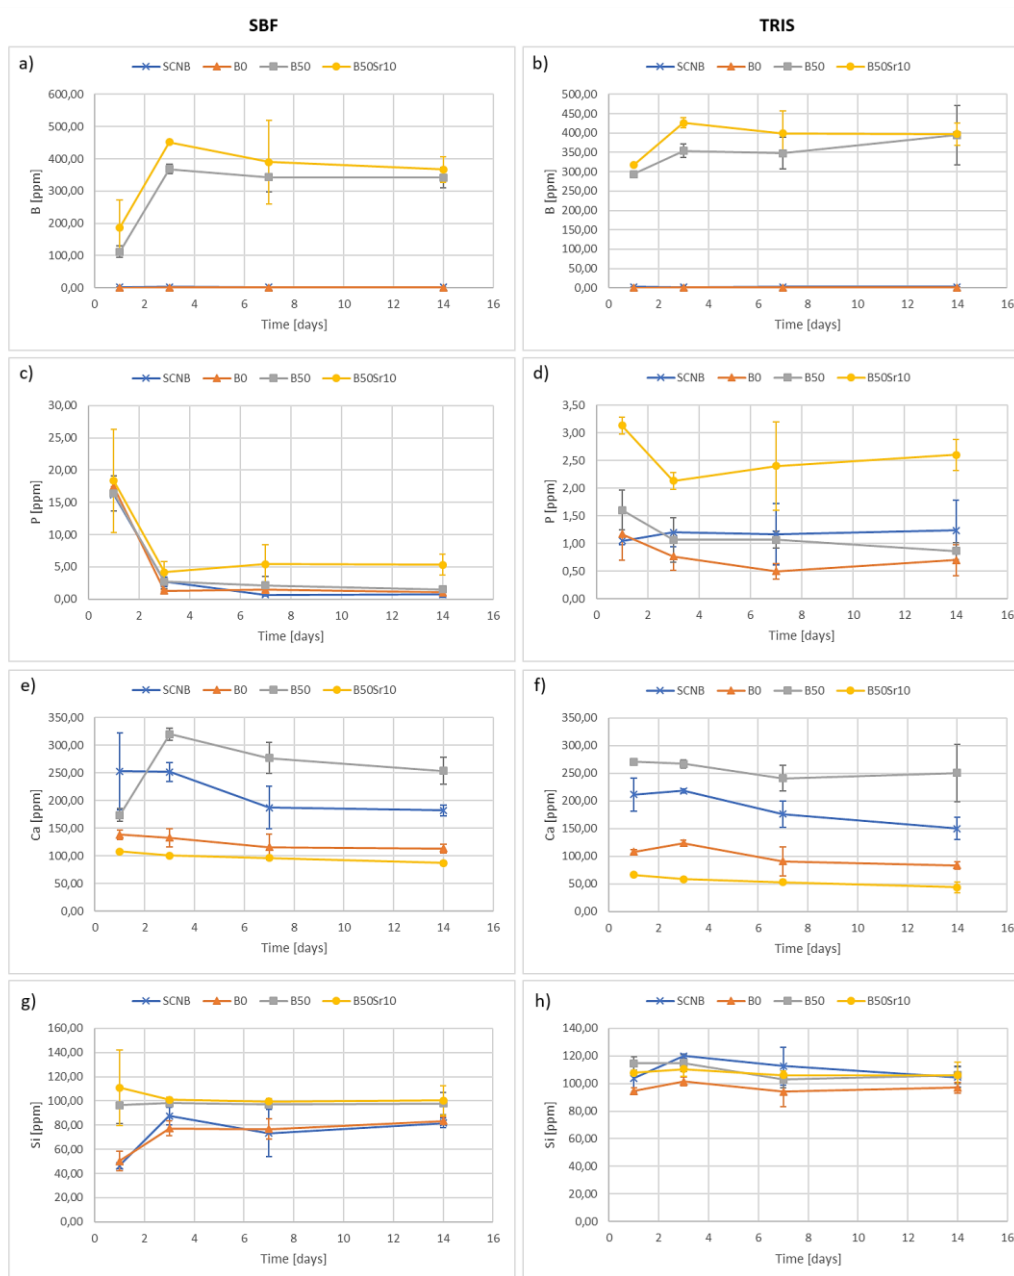 SBF
TRIS
a)
SCNB B0 B50 B50Sr10
600,00
500,00
400,00
300,00
200,00
100,00
0,00
B [ppm]
0 2 4 6 8 10 12 14 16
Time [days]
b)
SCNB B0 B50 B50Sr10
500,00
450,00
400,00
350,00
300,00
250,00
200,00
150,00
100,00
50,00
0,00
B [ppm]
0 2 4 6 8 10 12 14 16
Time [days]
c)
SCNB B0 B50 B50Sr10
30,00
25,00
20,00
15,00
10,00
5,00
0,00
P [ppm]
0 2 4 6 8 10 12 14 16
Time [days]
d)
SCNB B0 B50 B50Sr10
3,50
3,00
2,50
2,00
1,50
1,00
0,50
0,00
P [ppm]
0 2 4 6 8 10 12 14 16
Time [days]
e)
SCNB B0 B50 B50Sr10
350,00
300,00
250,00
200,00
150,00
100,00
50,00
0,00
Ca [ppm]
0 2 4 6 8 10 12 14 16
Time [days]
f)
SCNB B0 B50 B50Sr10
350,00
300,00
250,00
200,00
150,00
100,00
50,00
0,00
Ca [ppm]
0 2 4 6 8 10 12 14 16
Time [days]
g)
SCNB B0 B50 B50Sr10
160,00
140,00
120,00
100,00
80,00
60,00
40,00
20,00
0,00
Si [ppm]
0 2 4 6 8 10 12 14 16
Time [days]
h)
SCNB B0 B50 B50Sr10
140,00
120,00
100,00
80,00
60,00
40,00
20,00
0,00
Si [ppm]
0 2 4 6 8 10 12 14 16
Time [days]